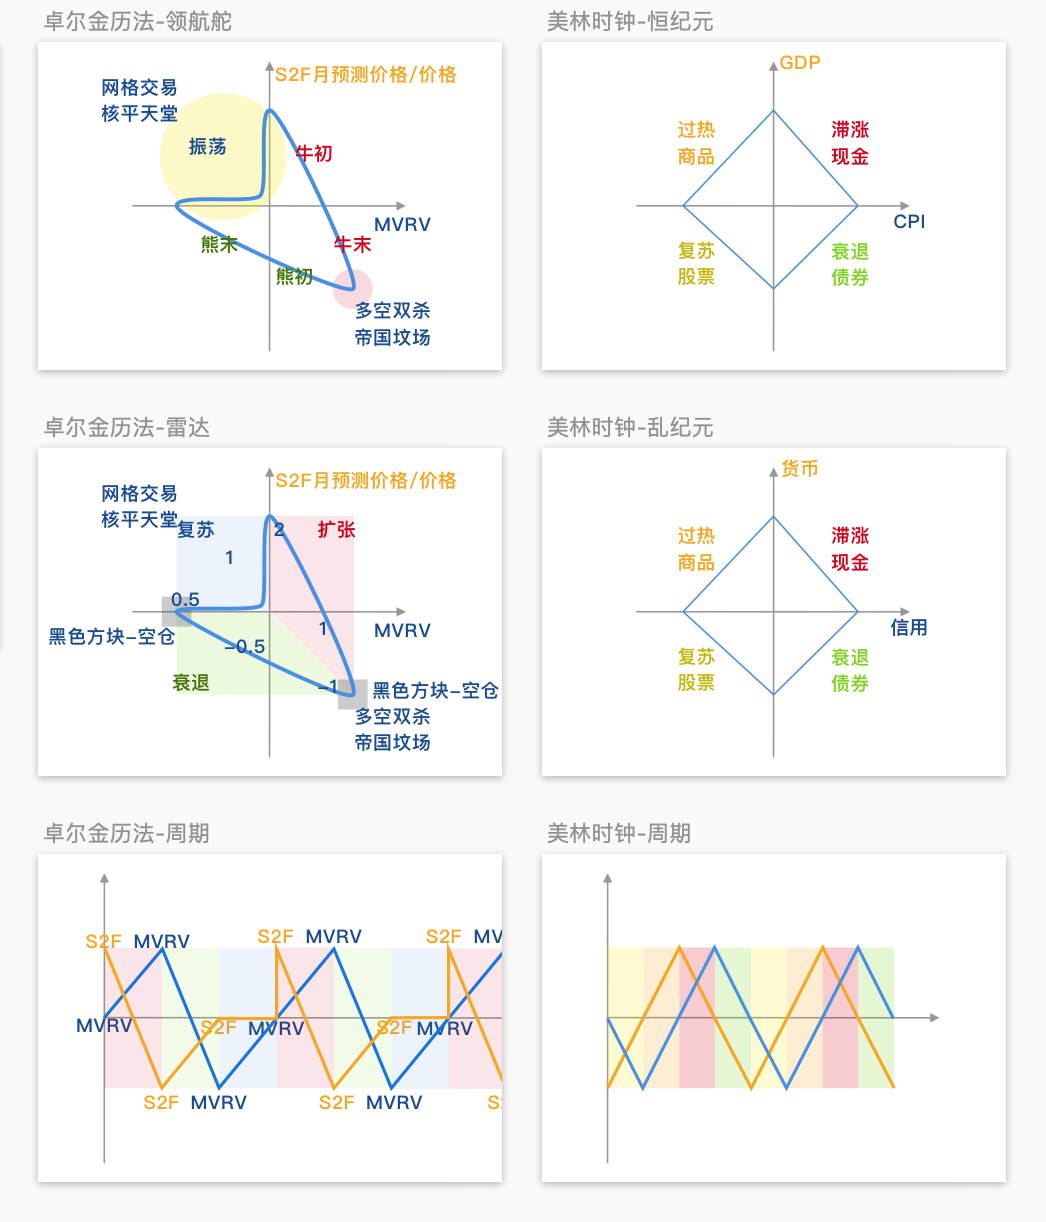 卓尔金历法-领航舵
S2F月预测价格/价格
网格交易
核平天堂
振荡
牛初
MVRV
熊末
牛末
熊初
多空双杀
帝国坟场
美林时钟-恒纪元
GDP
过热
商品
滞涨
现金
CPI
复苏
股票
衰退
债券
卓尔金历法-雷达
S2F月预测价格/价格
网格交易
核平天堂
复苏
2
扩张
1
0.5
1
MVRV
黑色方块-空仓
-0.5
衰退
-1
黑色方块-空仓
多空双杀
帝国坟场
美林时钟-乱纪元
货币
过热
商品
滞涨
现金
信用
复苏
股票
衰退
债券
卓尔金历法-周期
S2F MVRV S2F MVRV S2F MV
MVRV S2F MVRV S2F MVRV
S2F MVRV S2F MVRV S2
美林时钟-周期